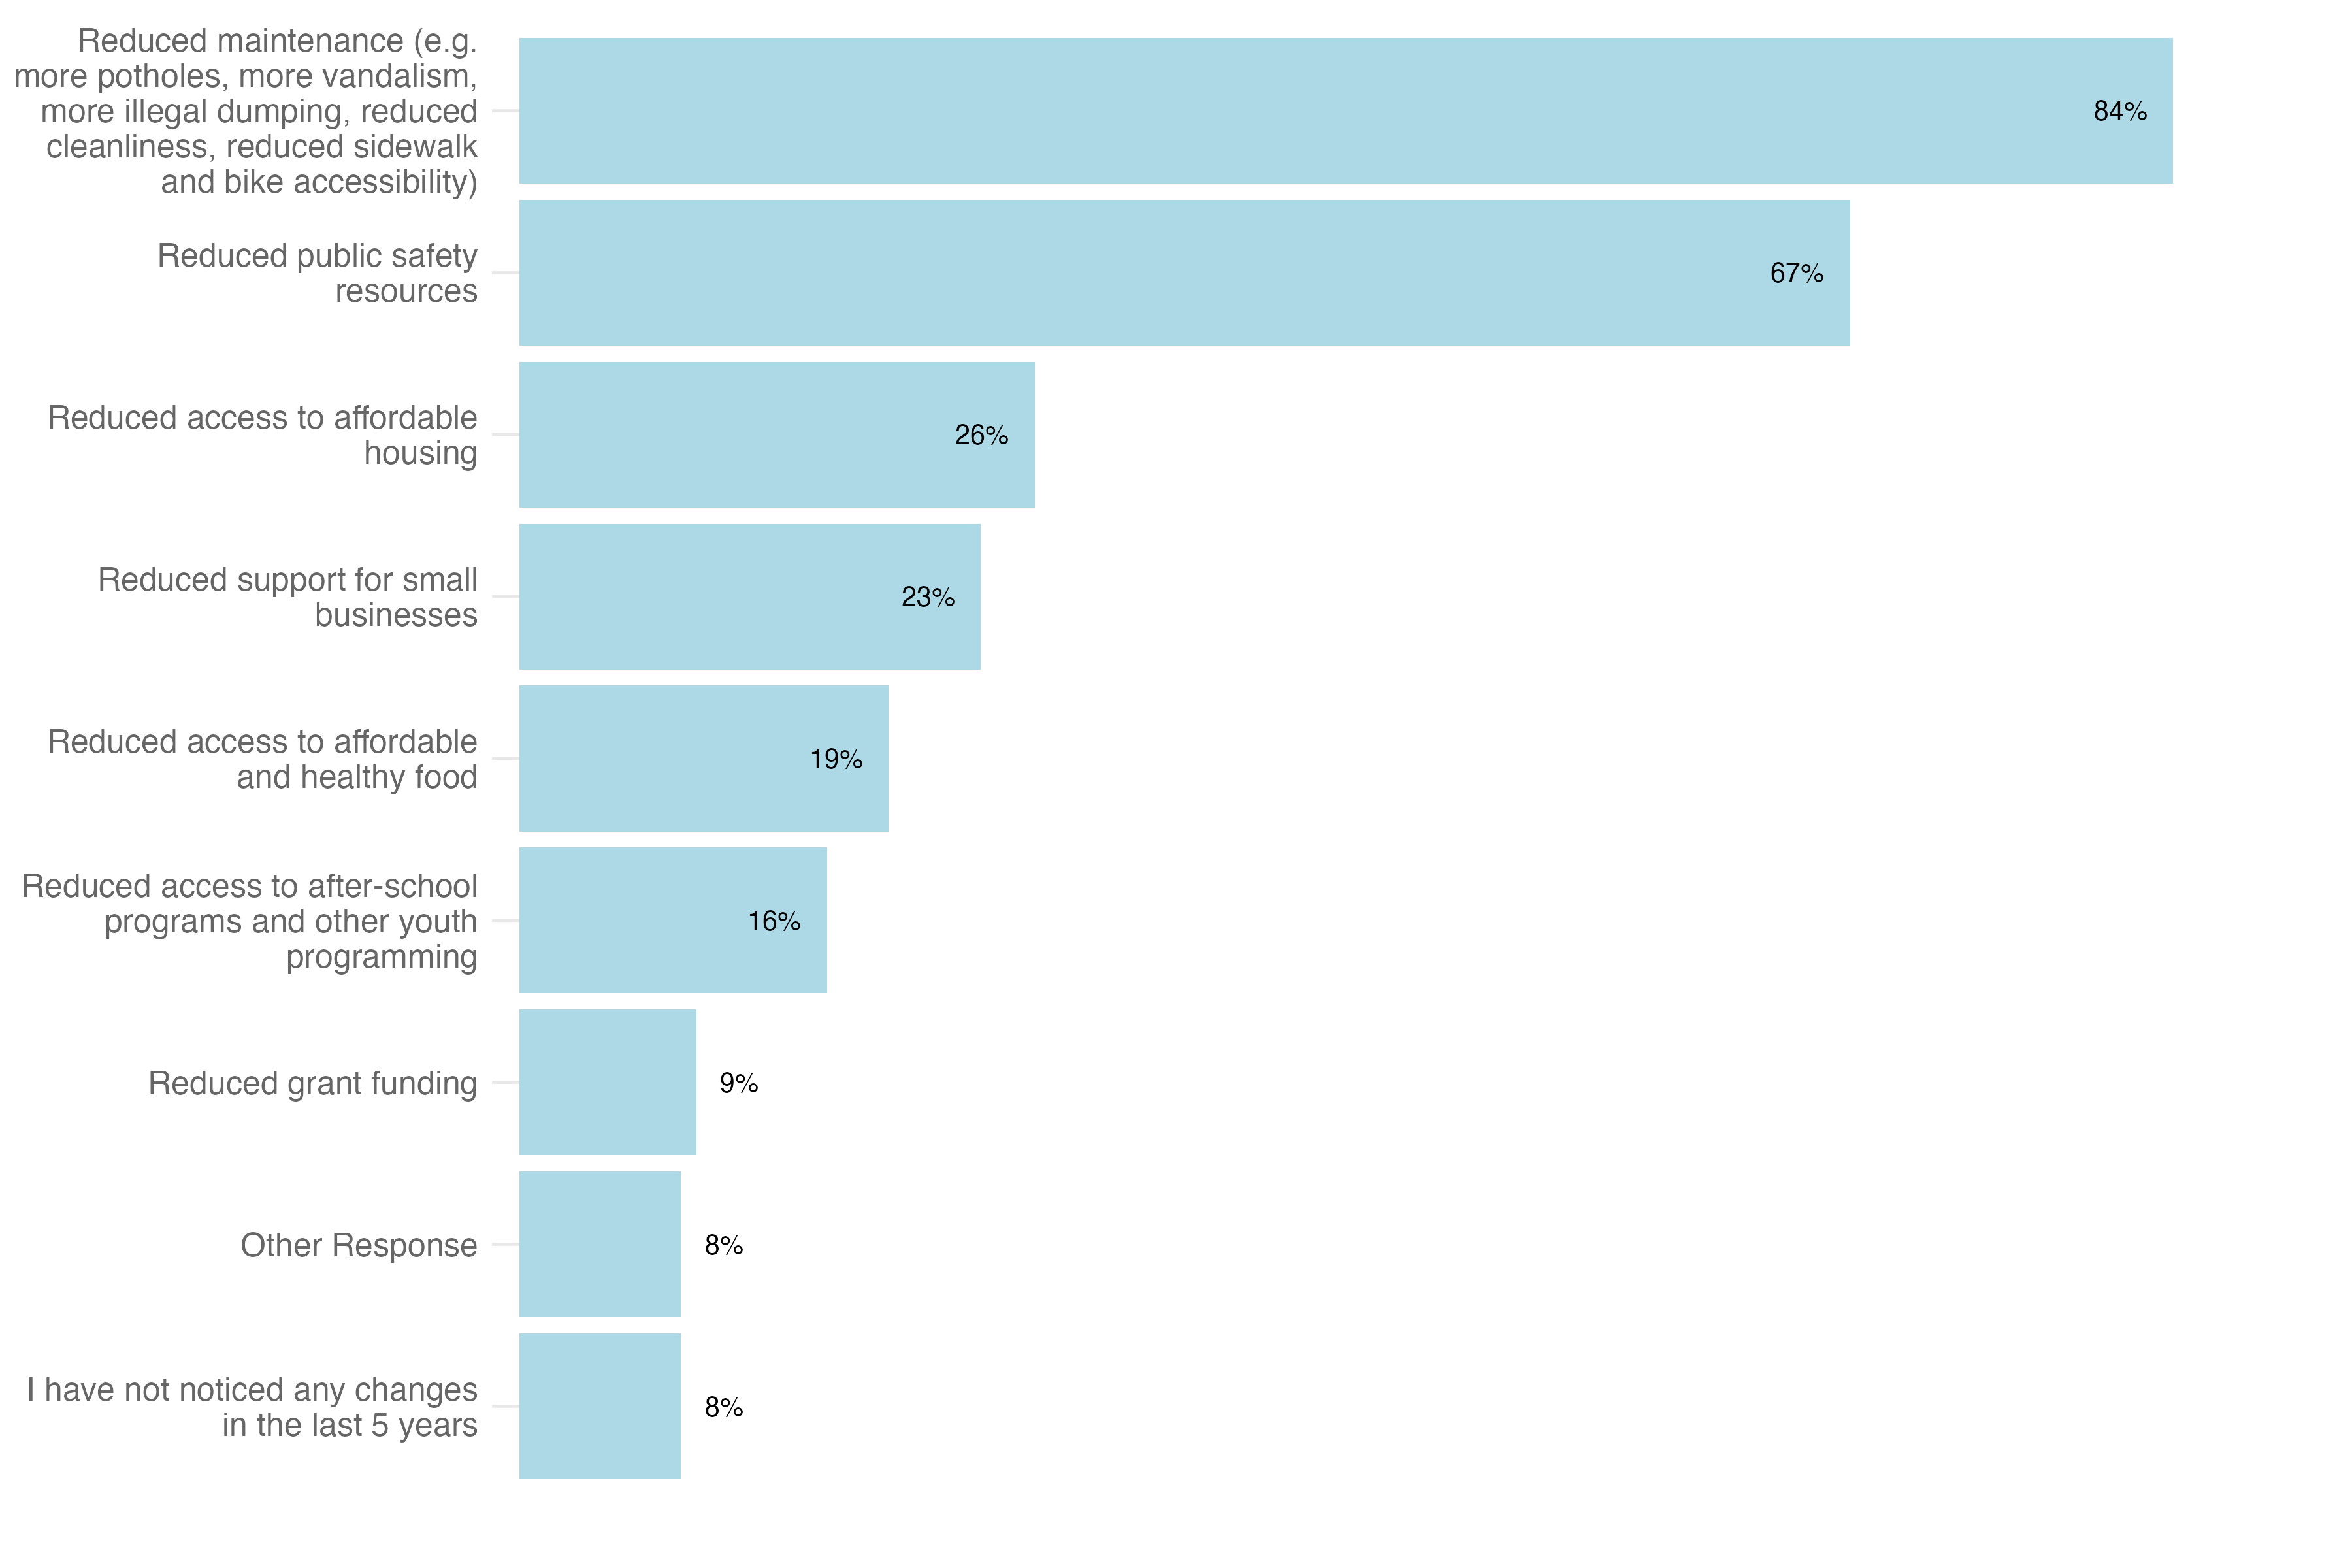 Reduced maintenance (e.g.
more potholes, more vandalism,
more illegal dumping, reduced
cleanliness, reduced sidewalk
and bike accessibility)
84%
Reduced public safety
resources
67%
Reduced access to affordable
housing
26%
Reduced support for small
businesses
23%
Reduced access to affordable
and healthy food
19%
Reduced access to after-school
programs and other youth
programming
16%
Reduced grant funding
9%
Other Response
8%
I have not noticed any changes
in the last 5 years
8%